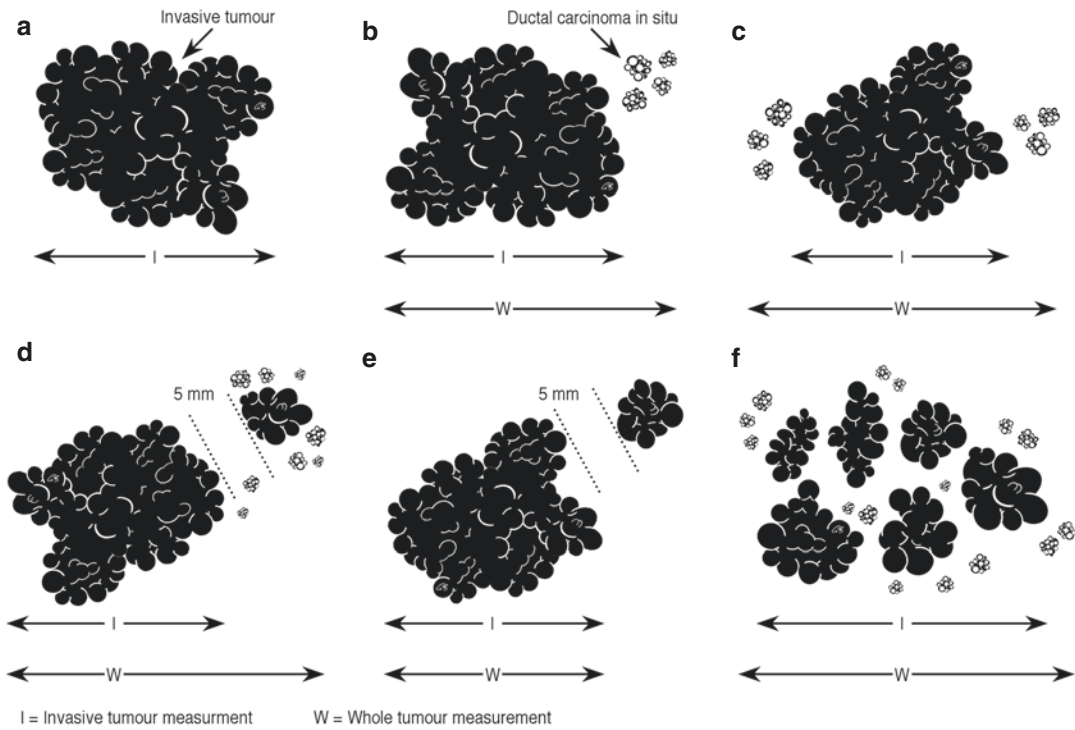 a
Invasive tumour
I
b
Ductal carcinoma in situ
I
W
c
I
W
d
5 mm
I
W
e
5 mm
I
W
f
I
W
I = Invasive tumour measurment
W = Whole tumour measurement